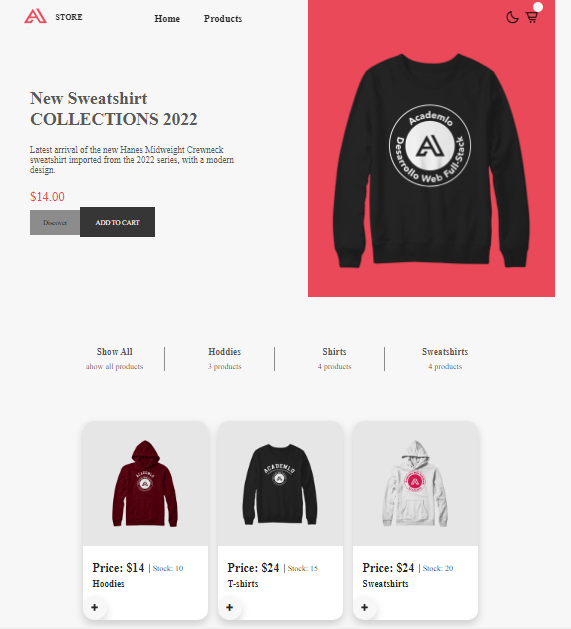 STORE
Home
Products
New Sweatshirt
COLLECTIONS 2022
Latest arrival of the new Hanes Midweight Crewneck
sweatshirt imported from the 2022 series, with a modern
design.
$14.00
Discover
ADD TO CART
Academlo
Desarrollo Web Full-Stack
Show All
ahow all products
Hoddies
3 products
Shirts
4 products
Sweatshirts
4 products
ACADEMLO
ACADEMLO
Price: $14 | Stock: 10
Hoodies
+
Price: $24 | Stock: 15
T-shirts
+
Price: $24 | Stock: 20
Sweatshirts
+